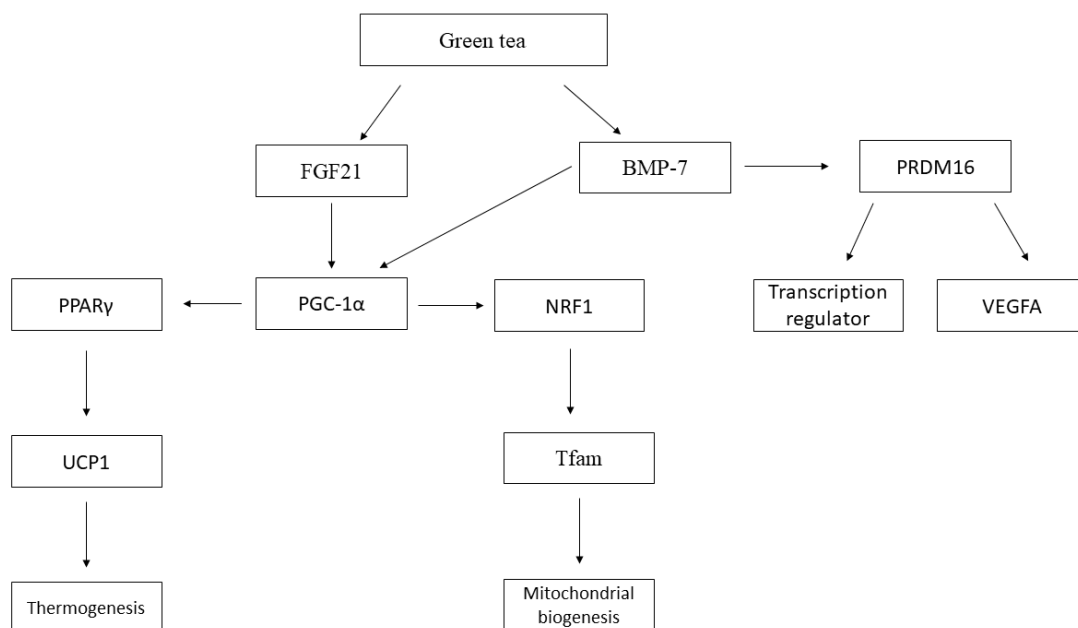 Green tea
FGF21
BMP-7
PRDM16
PPARγ
PGC-1α
NRF1
Transcription
regulator
VEGFA
UCP1
Tfam
Thermogenesis
Mitochondrial
biogenesis